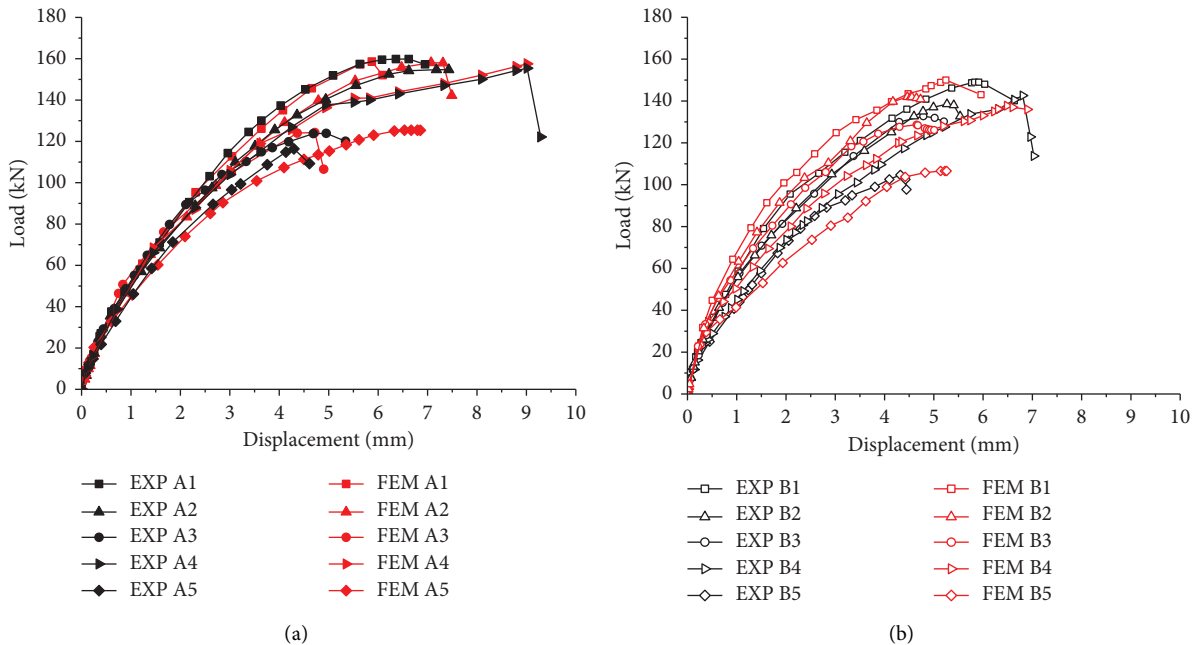 180
160
140
120
100
80
60
40
20
0
Load (kN)
0 1 2 3 4 5 6 7 8 9 10
Displacement (mm)
EXP A1
EXP A2
EXP A3
EXP A4
EXP A5
FEM A1
FEM A2
FEM A3
FEM A4
FEM A5
(a)
180
160
140
120
100
80
60
40
20
0
Load (kN)
0 1 2 3 4 5 6 7 8 9 10
Displacement (mm)
EXP B1
EXP B2
EXP B3
EXP B4
EXP B5
FEM B1
FEM B2
FEM B3
FEM B4
FEM B5
(b)